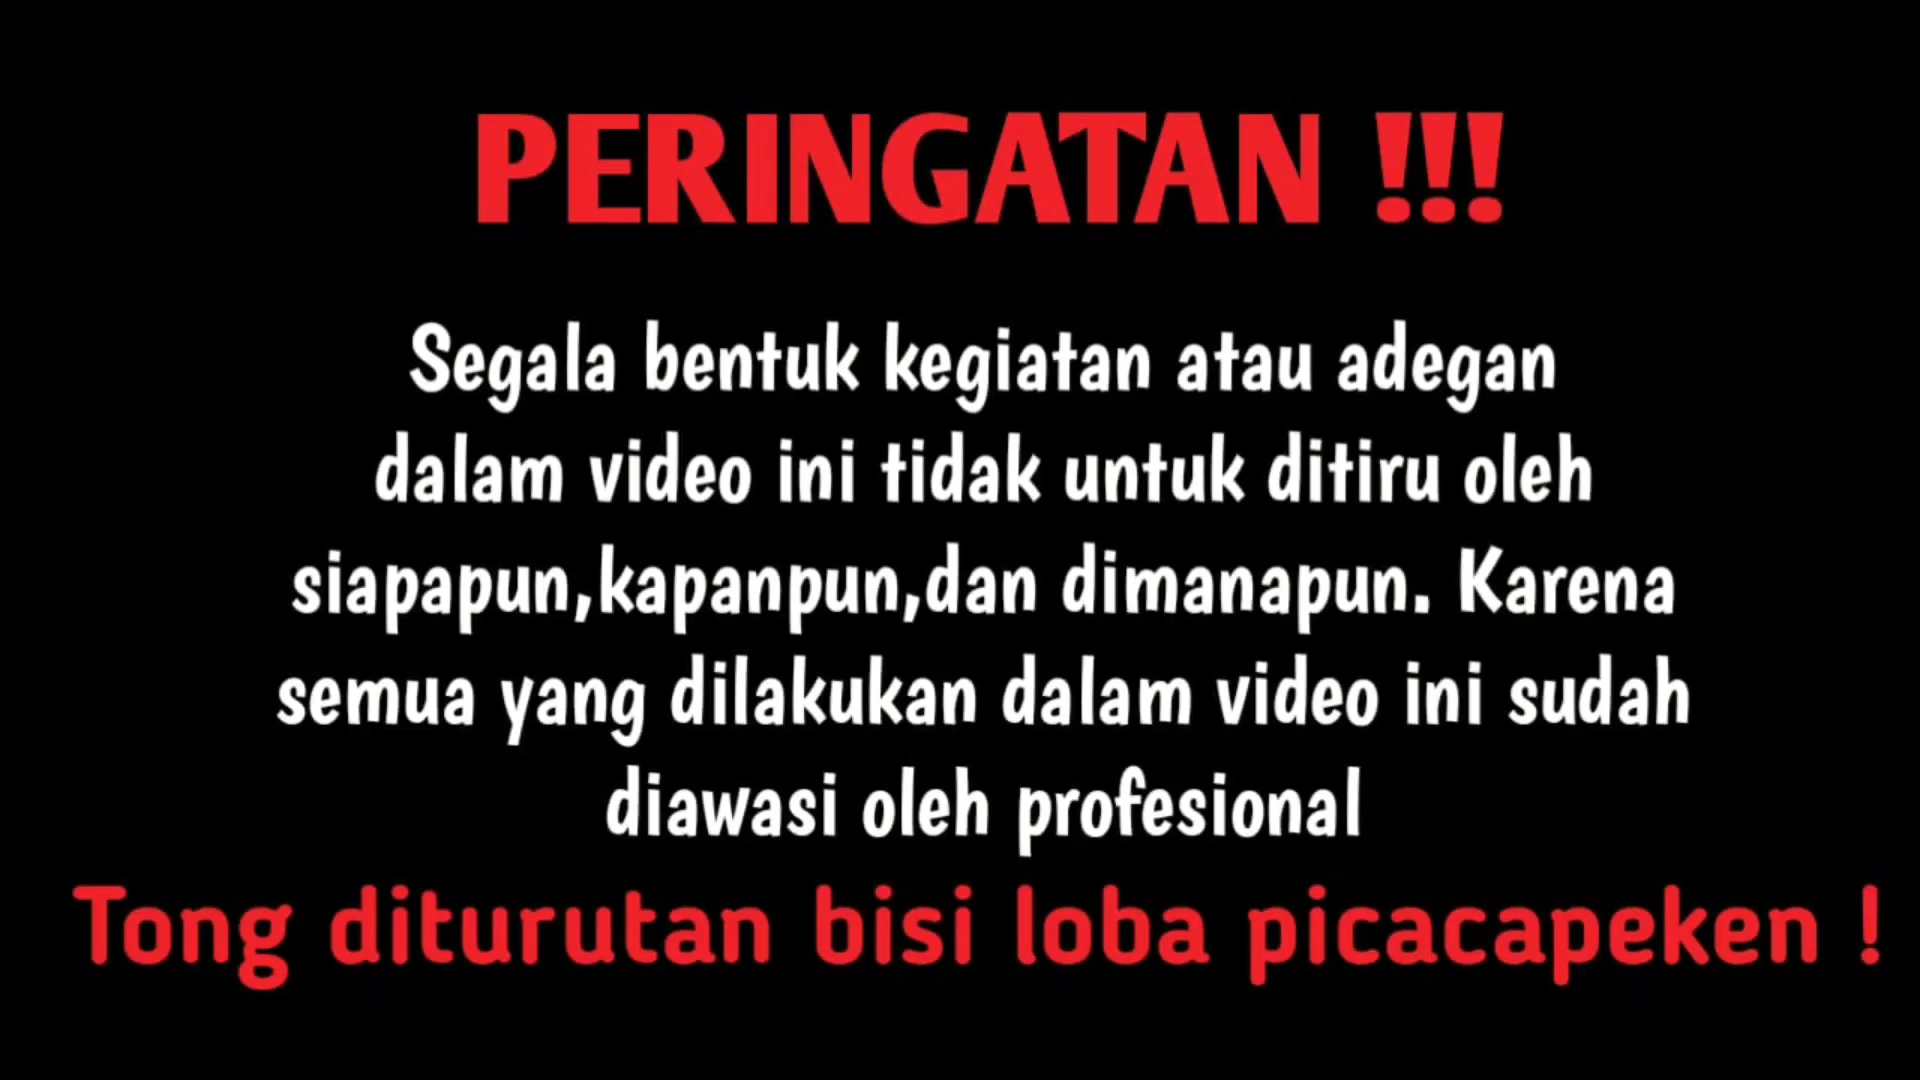 PERINGATAN !!!
Segala bentuk kegiatan atau adegan
dalam video ini tidak untuk ditiru oleh
siapapun,kapanpun,dan dimanapun. Karena
semua yang dilakukan dalam video ini sudah
diawasi oleh profesional
Tong diturutan bisi loba picacapeken !